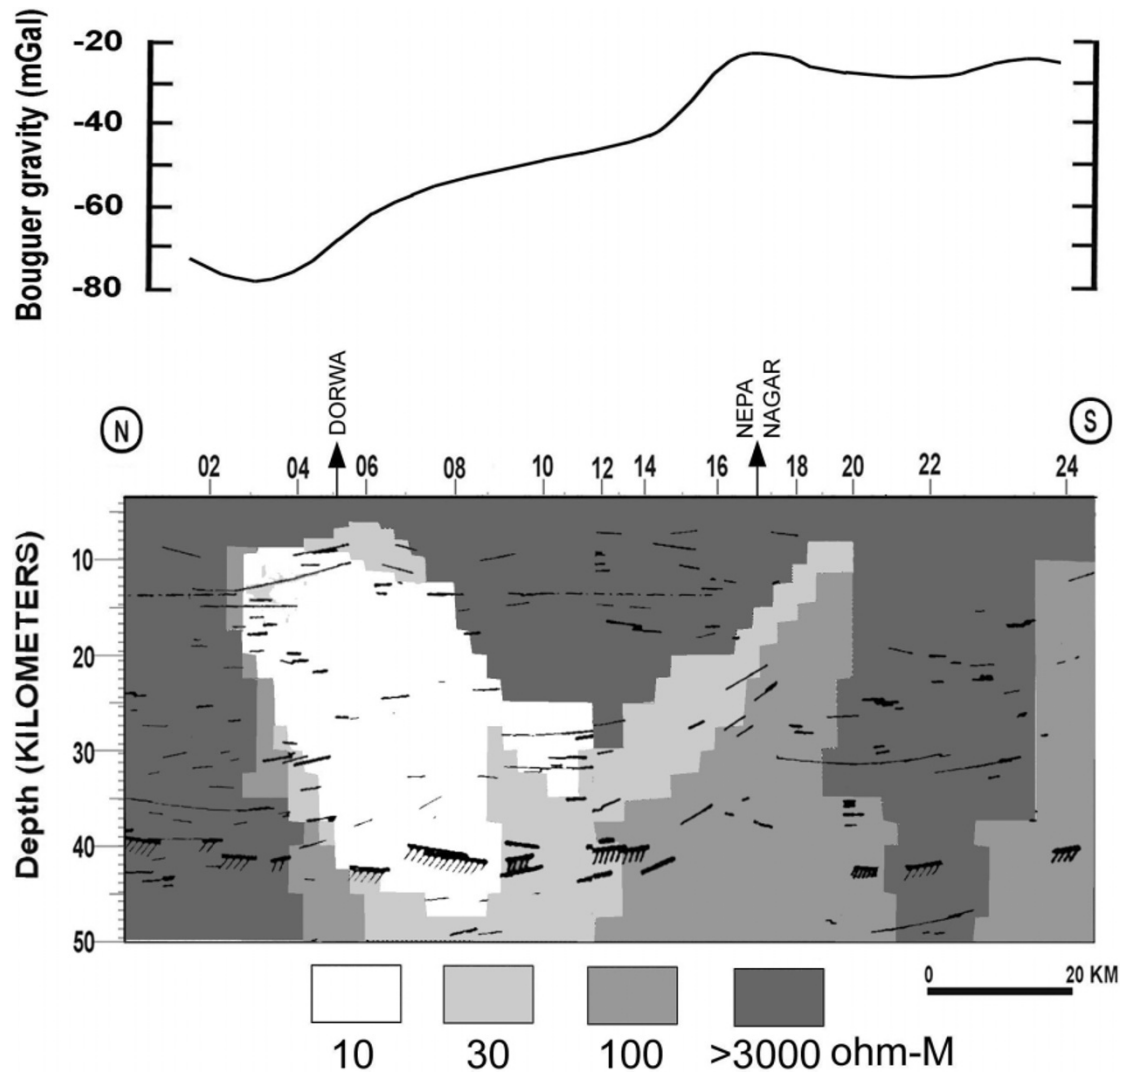 Bouguer gravity (mGal)
-20
-40
-60
-80
DORWA
NEPA
NAGAR
N
S
02 04 06 08 10 12 14 16 18 20 22 24
Depth (KILOMETERS)
10
20
30
40
50
0 20 KM
10 30 100 >3000 ohm-M